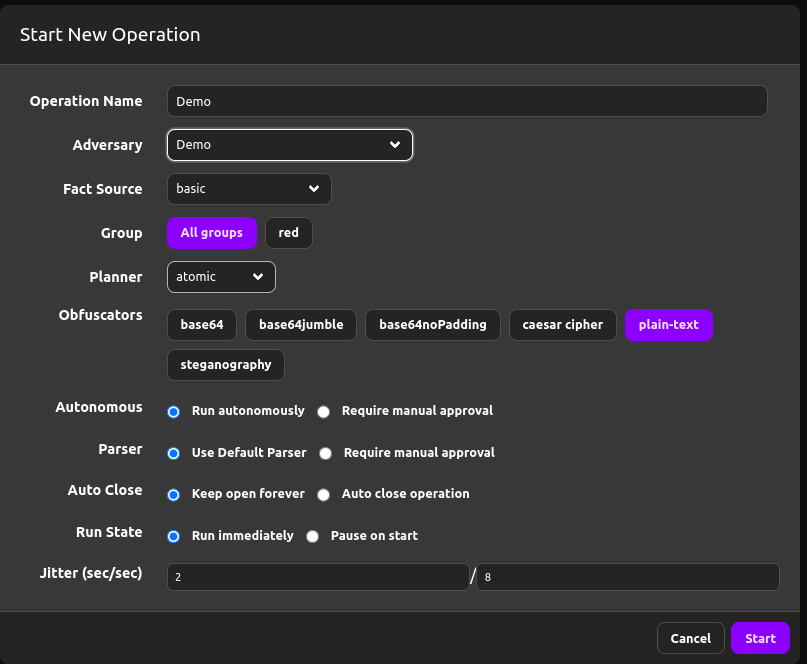 Start New Operation
Operation Name Demo
Adversary Demo
Fact Source basic
Group All groups red
Planner atomic
Obfuscators base64 base64jumble base64noPadding caesar cipher plain-text
steganography
Autonomous Run autonomously Require manual approval
Parser Use Default Parser Require manual approval
Auto Close Keep open forever Auto close operation
Run State Run immediately Pause on start
Jitter (sec/sec) 2 / 8
Cancel Start